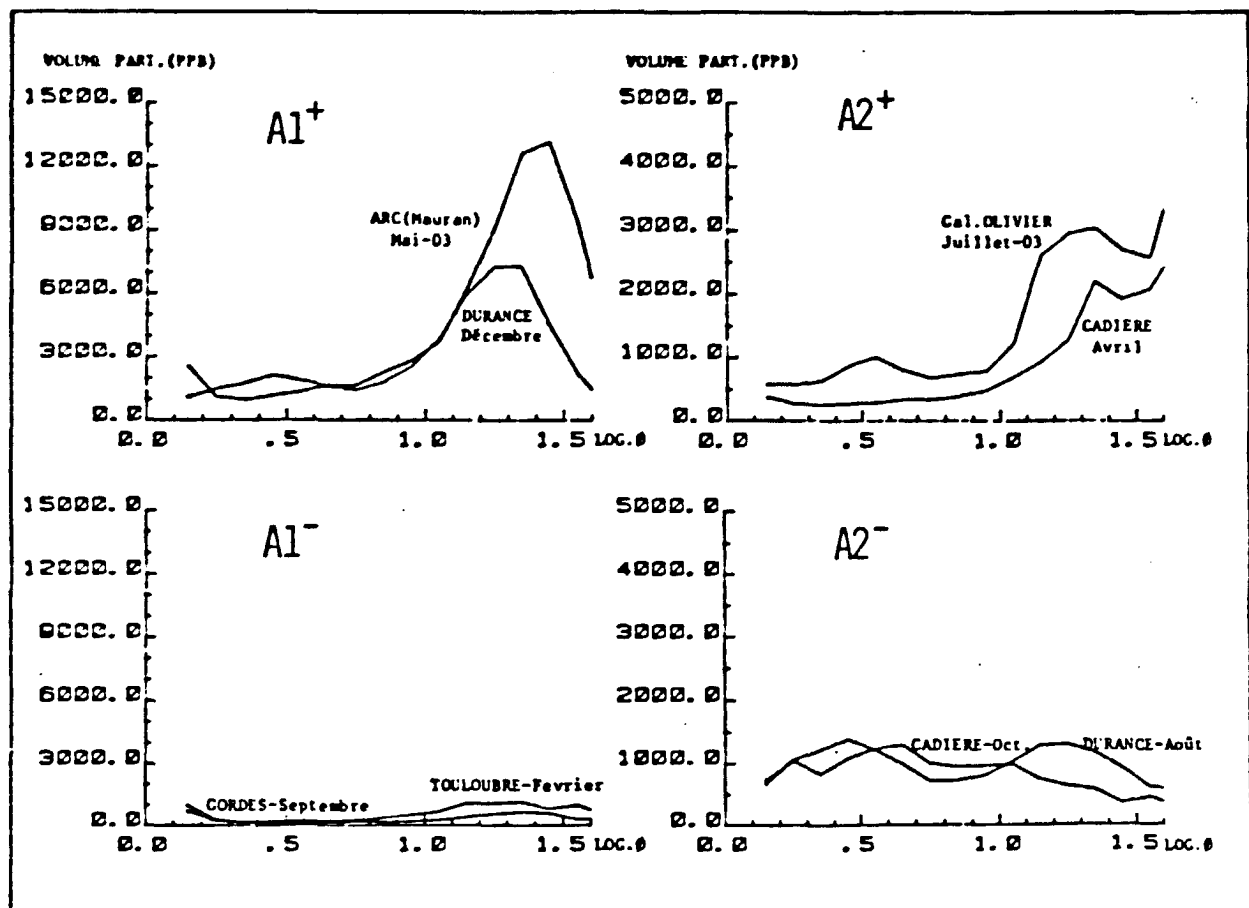 VOLUME PART.(PPB)
A1+
15000.0
12000.0
9000.0
6000.0
3000.0
0.0
ARC(Mauran)
Mai-03
DURANCE
Décembre
0.0 .5 1.0 1.5 LOG.ø
VOLUME PART.(PPB)
A2+
5000.0
4000.0
3000.0
2000.0
1000.0
0.0
Cal.OLIVIER
Juillet-03
CADIERE
Avril
0.0 .5 1.0 1.5 LOG.ø
A1-
15000.0
12000.0
9000.0
6000.0
3000.0
0.0
CORDES-Septembre
TOULOUBRE-Fevrier
0.0 .5 1.0 1.5 LOG.ø
A2-
5000.0
4000.0
3000.0
2000.0
1000.0
0.0
CADIERE-Oct.
DURANCE-Août
0.0 .5 1.0 1.5 LOG.ø